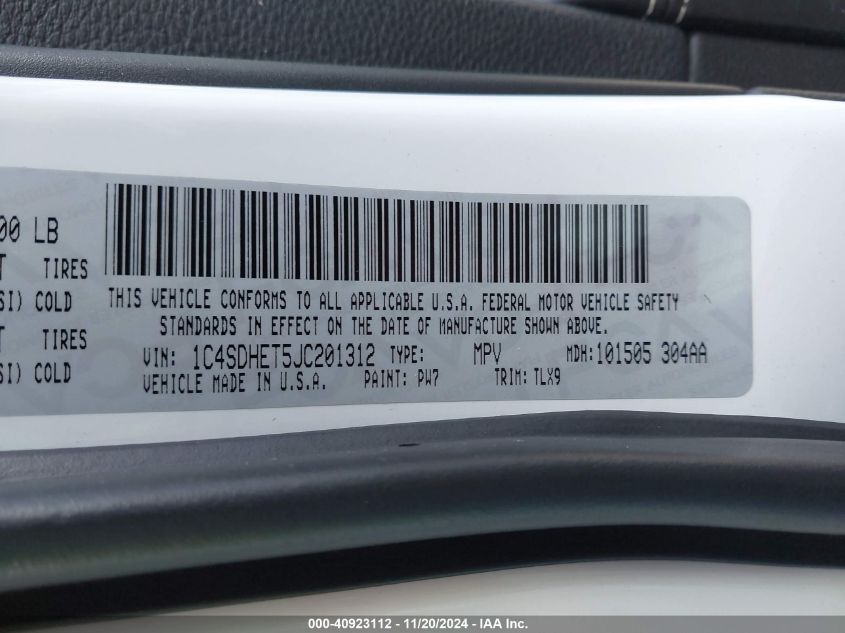 00 LB
T TIRES
SI) COLD
T TIRES
SI) COLD
THIS VEHICLE CONFORMS TO ALL APPLICABLE U.S.A. FEDERAL MOTOR VEHICLE SAFETY
STANDARDS IN EFFECT ON THE DATE OF MANUFACTURE SHOWN ABOVE.
VIN: 1C4SDHET5JC201312 TYPE: MPV MDH:101505 304AA
VEHICLE MADE IN U.S.A. PAINT: PW7 TRIM: TLX9
000-40923112 - 11/20/2024 - IAA Inc.